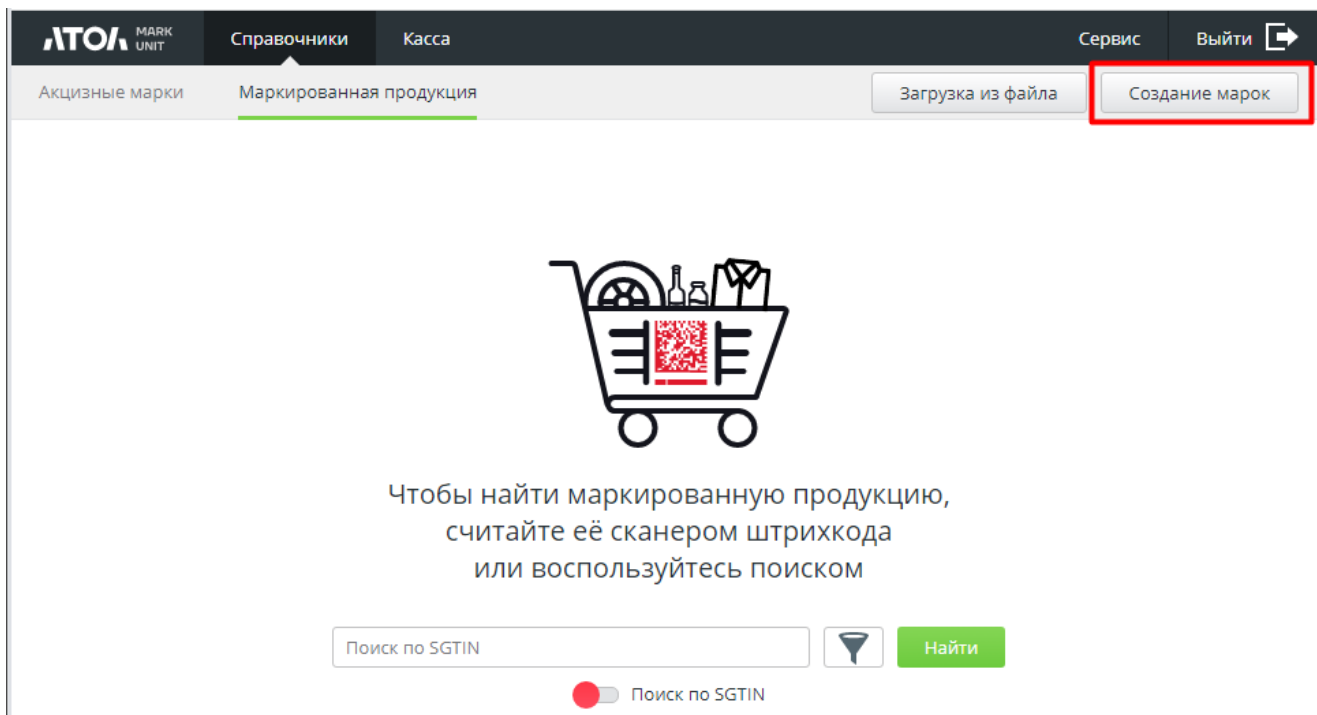 АТОЛ MARK UNIT Справочники Касса Сервис Выйти
Акцизные марки Маркированная продукция Загрузка из файла Создание марок
Чтобы найти маркированную продукцию,
считайте её сканером штрихкода
или воспользуйтесь поиском
Поиск по SGTIN Найти
Поиск по SGTIN